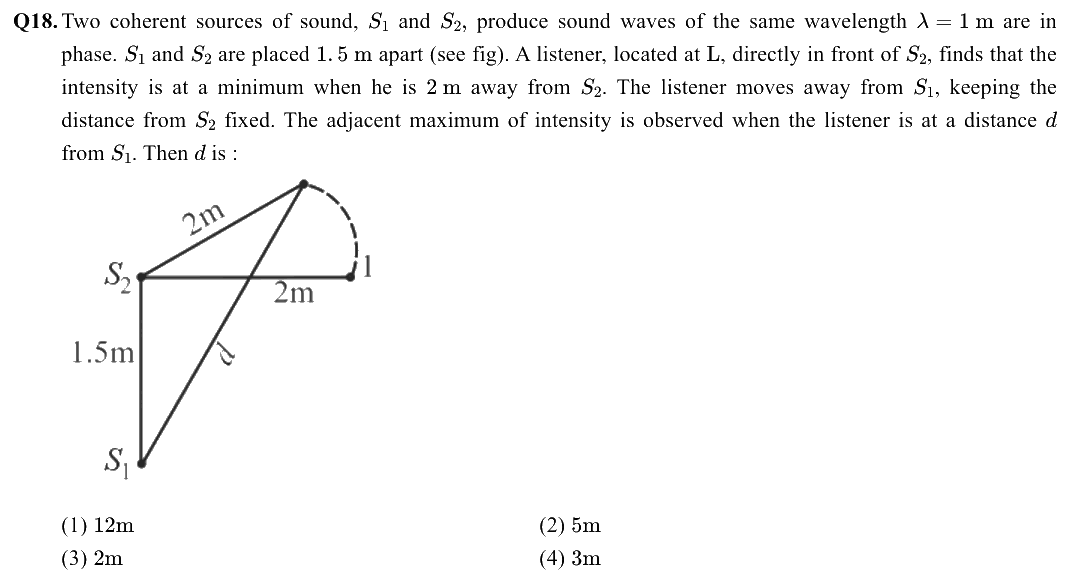 Q18. Two coherent sources of sound, S₁ and S₂, produce sound waves of the same wavelength λ = 1 m are in
phase. S₁ and S₂ are placed 1. 5 m apart (see fig). A listener, located at L, directly in front of S₂, finds that the
intensity is at a minimum when he is 2 m away from S₂. The listener moves away from S₁, keeping the
distance from S₂ fixed. The adjacent maximum of intensity is observed when the listener is at a distance d
from S₁. Then d is :
2m
S₂
l
2m
1.5m
d
S₁
(1) 12m (2) 5m
(3) 2m (4) 3m